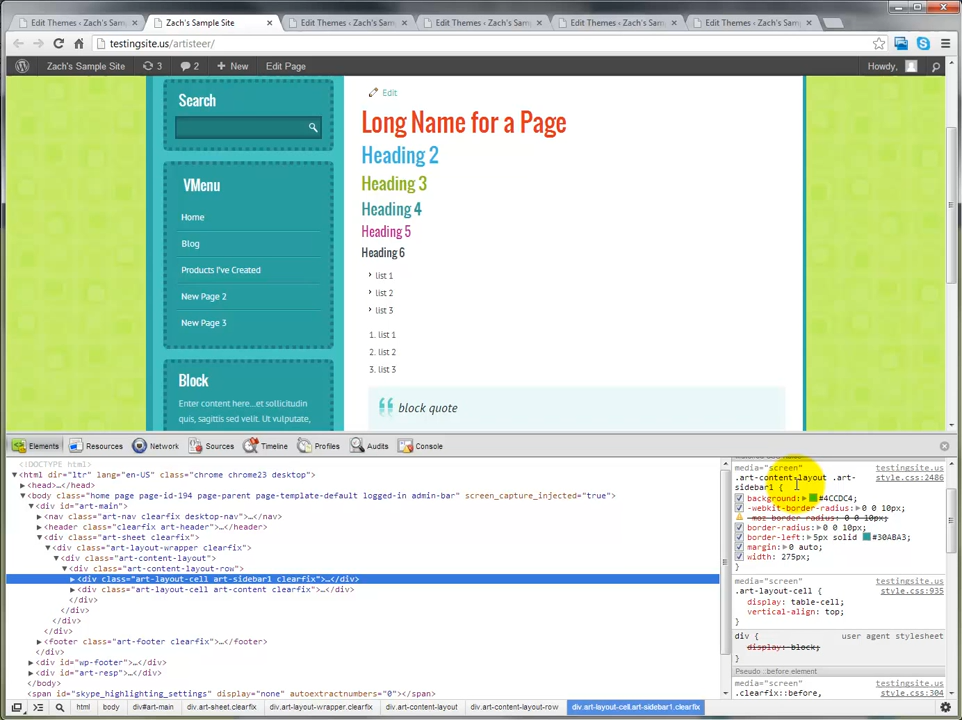 Edit Themes ‹ Zach's Sam
Zach's Sample Site
Edit Themes ‹ Zach's Sam
Edit Themes ‹ Zach's Sam
Edit Themes ‹ Zach's Sam
Edit Themes ‹ Zach's Sam
testingsite.us/artisteer/
Zach's Sample Site
3
2
+ New
Edit Page
Howdy,
Search
Edit
Long Name for a Page
Heading 2
Heading 3
Heading 4
Heading 5
Heading 6
VMenu
Home
Blog
Products I've Created
New Page 2
New Page 3
list 1
list 2
list 3
1. list 1
2. list 2
3. list 3
Block
Enter content here...et sollicitudin
quis, sagittis sed velit. Ut vulputate,
block quote
Elements
Resources
Network
Sources
Timeline
Profiles
Audits
Console
<!DOCTYPE html>
<html dir="ltr" lang="en-US" class="chrome chrome23 desktop">
<head>…</head>
<body class="home page page-id-194 page-parent page-template-default logged-in admin-bar" screen_capture_injected="true">
<div id="art-main">
<nav class="art-nav clearfix desktop-nav">…</nav>
<header class="clearfix art-header">…</header>
<div class="art-sheet clearfix">
<div class="art-layout-wrapper clearfix">
<div class="art-content-layout">
<div class="art-content-layout-row">
<div class="art-layout-cell art-sidebar1 clearfix">…</div>
<div class="art-layout-cell art-content clearfix">…</div>
</div>
</div>
</div>
</div>
<footer class="art-footer clearfix">…</footer>
</div>
<div id="wp-footer">…</div>
<div id="art-resp">…</div>
<span id="skype_highlighting_settings" display="none" autoextractnumbers="0"></span>
media="screen"
testingsite.us
.art-content-layout .art-
style.css:2486
sidebar1 {
background: #4CCDC4;
-webkit-border-radius: 0 0 10px;
-moz-border-radius: 0 0 10px;
border-radius: 0 0 10px;
border-left: 5px solid #30ABA3;
margin: 0 auto;
width: 275px;
}
media="screen"
testingsite.us
.art-layout-cell {
style.css:935
display: table-cell;
vertical-align: top;
}
div {
user agent stylesheet
display: block;
}
Pseudo ::before element
media="screen"
testingsite.us
.clearfix::before,
style.css:304
html
body
div#art-main
div.art-sheet.clearfix
div.art-layout-wrapper.clearfix
div.art-content-layout
div.art-content-layout-row
div.art-layout-cell.art-sidebar1.clearfix